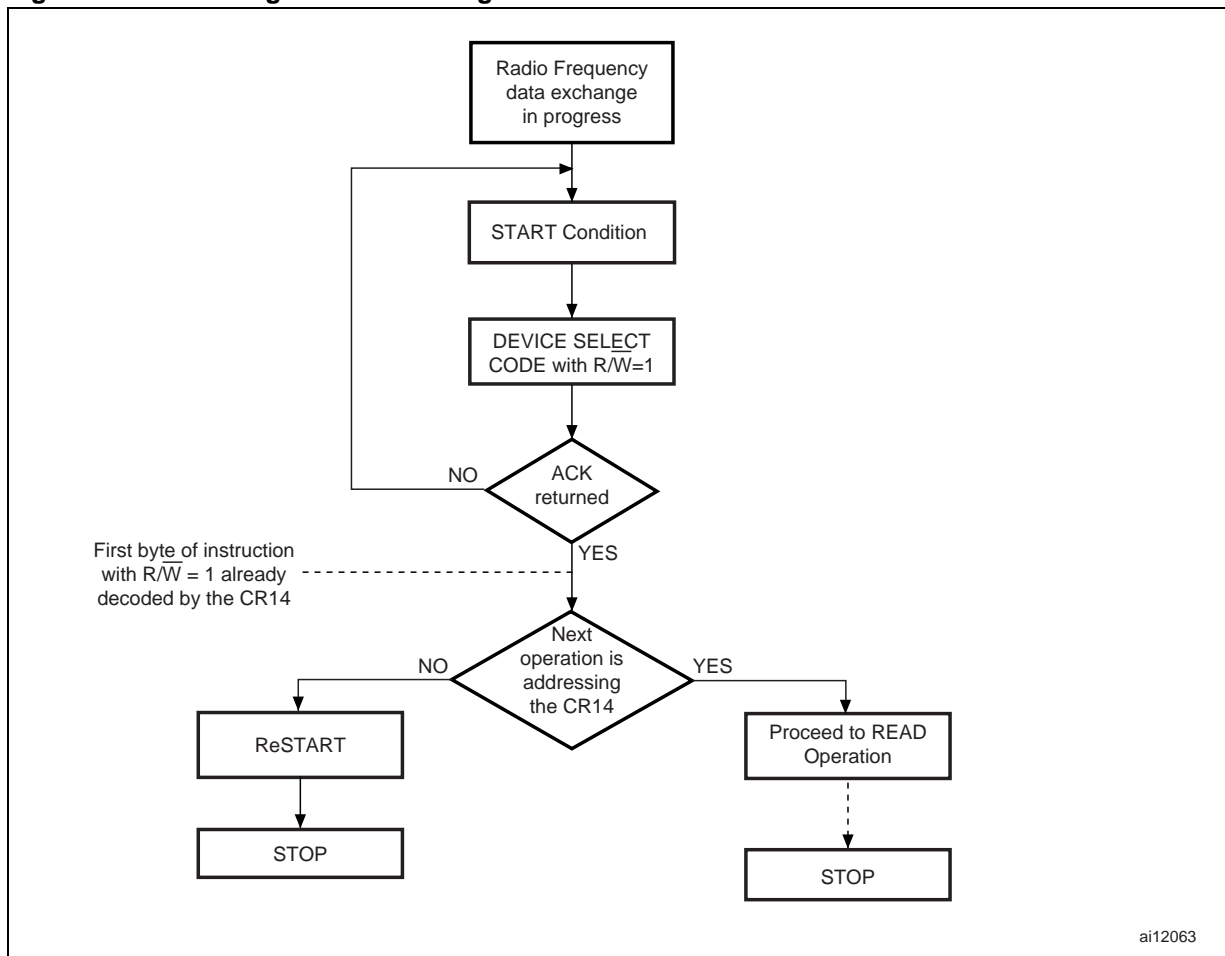 Radio Frequency
data exchange
in progress
START Condition
DEVICE SELECT
CODE with R/W̅=1
NO
ACK
returned
YES
First byte of instruction
with R/W̅ = 1 already
decoded by the CR14
NO
Next
operation is
addressing
the CR14
YES
ReSTART
Proceed to READ
Operation
STOP
STOP
ai12063